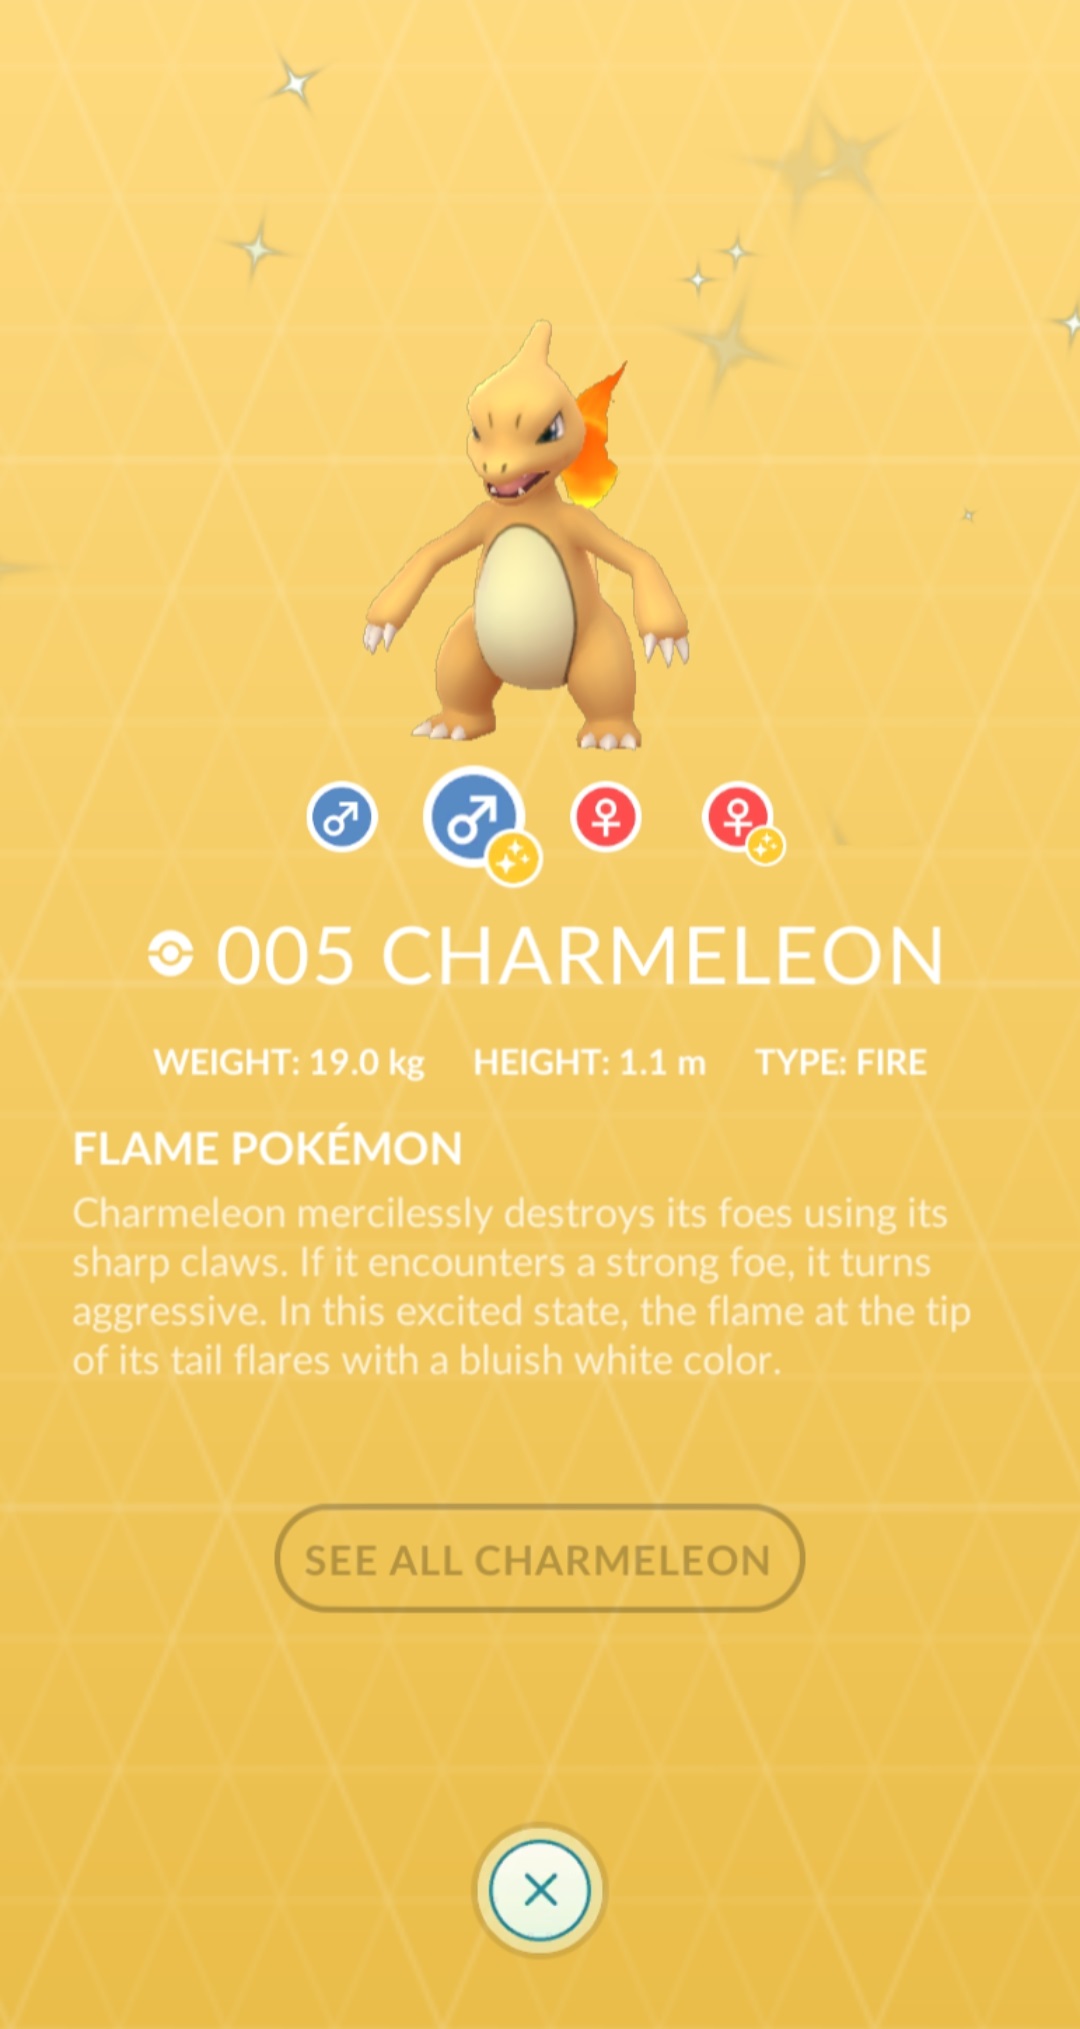 005 CHARMELEON
WEIGHT: 19.0 kg HEIGHT: 1.1 m TYPE: FIRE
FLAME POKÉMON
Charmeleon mercilessly destroys its foes using its
sharp claws. If it encounters a strong foe, it turns
aggressive. In this excited state, the flame at the tip
of its tail flares with a bluish white color.
SEE ALL CHARMELEON